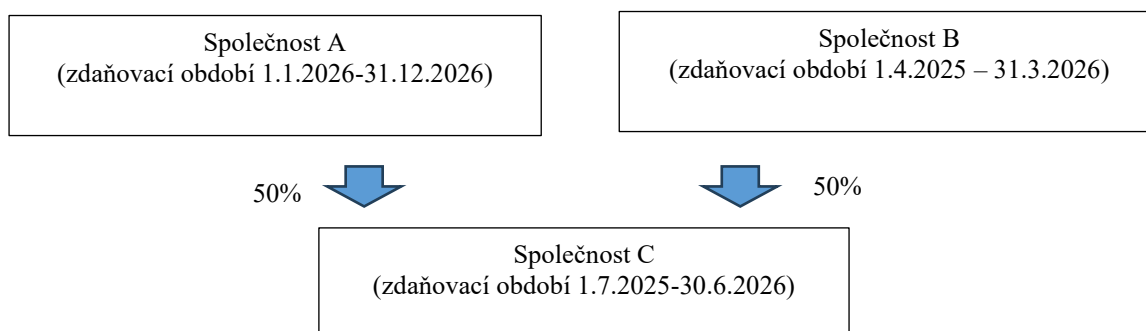 Společnost A
(zdaňovací období 1.1.2026-31.12.2026)
Společnost B
(zdaňovací období 1.4.2025 – 31.3.2026)
50%
50%
Společnost C
(zdaňovací období 1.7.2025-30.6.2026)